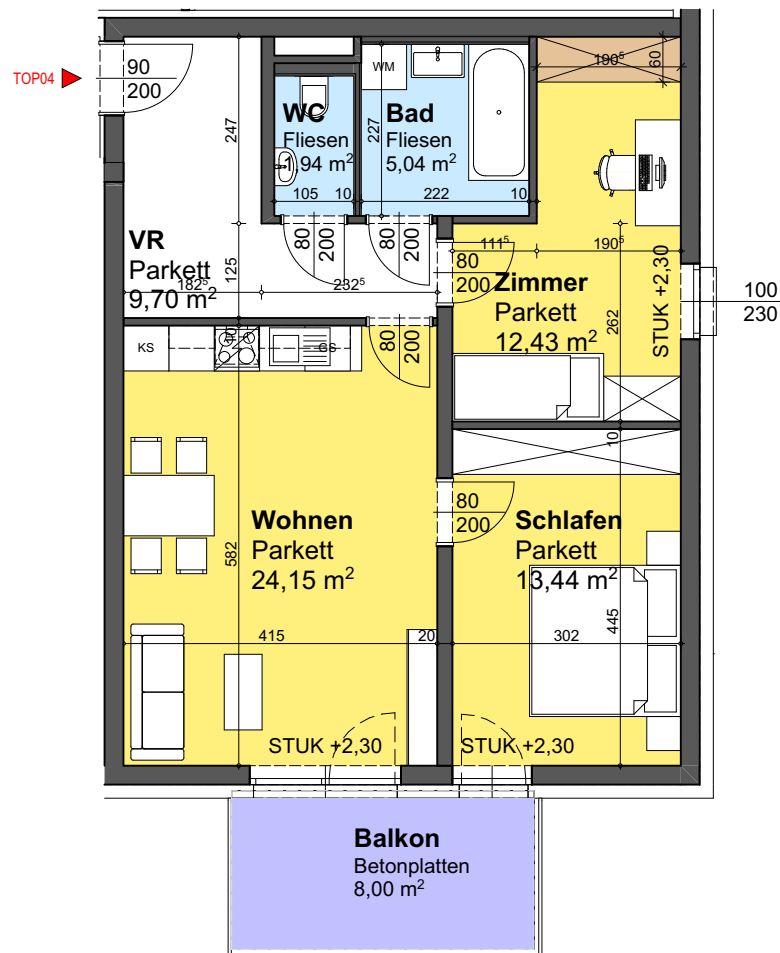 TOP04
90
200
247
190⁵
60
WM
WC
Fliesen
1,94 m²
227
Bad
Fliesen
5,04 m²
105
10
222
10
80
200
80
200
VR
Parkett
9,70 m²
125
182⁵
232⁵
80
200
111⁵
190⁵
Zimmer
Parkett
12,43 m²
262
STUK +2,30
100
230
KS
10
GS
80
200
10
Wohnen
Parkett
24,15 m²
582
80
200
Schlafen
Parkett
13,44 m²
445
415
20
302
STUK +2,30
STUK +2,30
Balkon
Betonplatten
8,00 m²